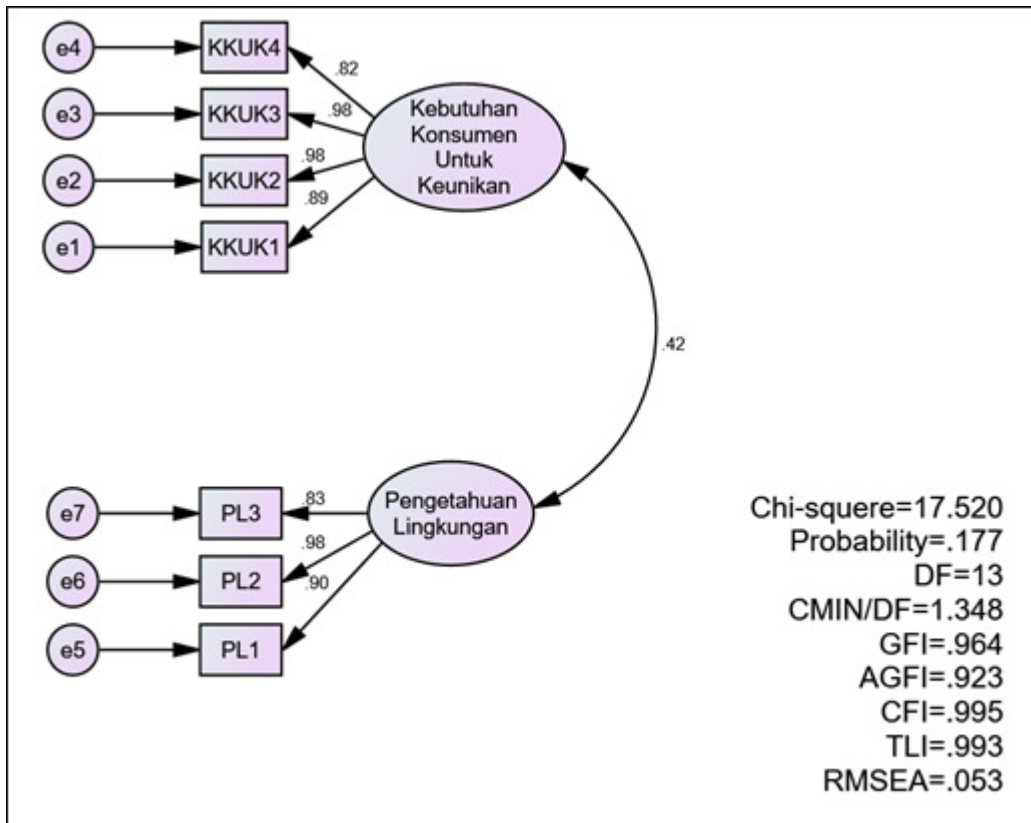 e4
KKUK4
.82
e3
KKUK3
.98
e2
KKUK2
.98
e1
KKUK1
.89
Kebutuhan
Konsumen
Untuk
Keunikan
.42
e7
PL3
.83
e6
PL2
.98
e5
PL1
.90
Pengetahuan
Lingkungan
Chi-squere=17.520
Probability=.177
DF=13
CMIN/DF=1.348
GFI=.964
AGFI=.923
CFI=.995
TLI=.993
RMSEA=.053